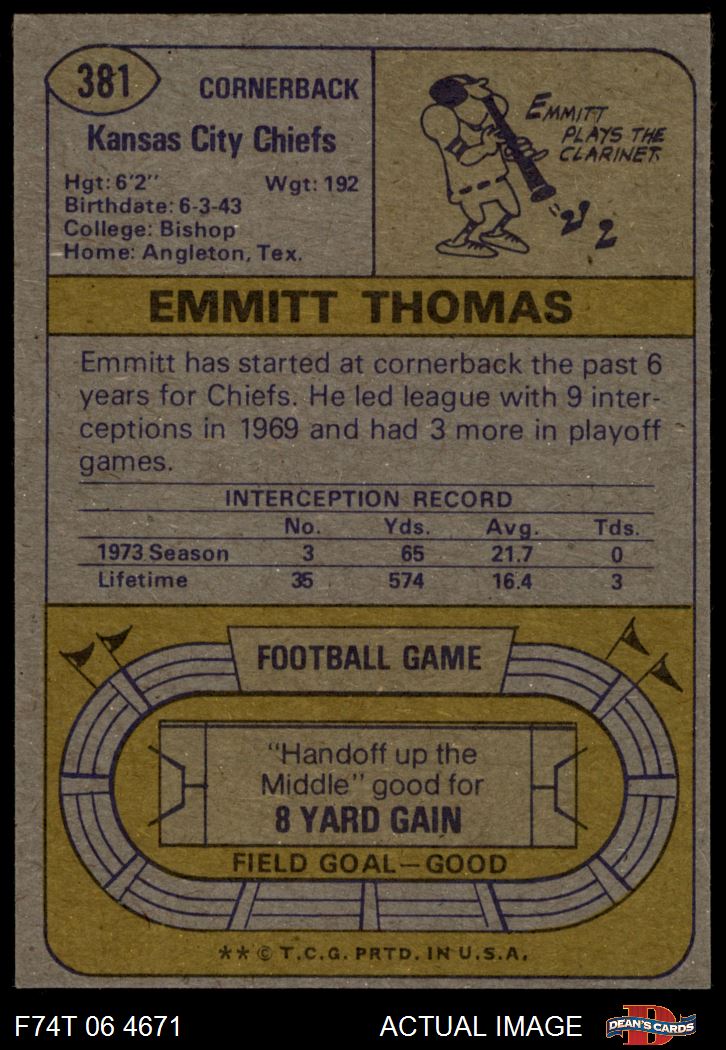 381
CORNERBACK
Kansas City Chiefs
Hgt: 6'2" Wgt: 192
Birthdate: 6-3-43
College: Bishop
Home: Angleton, Tex.
EMMITT
PLAYS THE
CLARINET
EMMITT THOMAS
Emmitt has started at cornerback the past 6
years for Chiefs. He led league with 9 inter-
ceptions in 1969 and had 3 more in playoff
games.
INTERCEPTION RECORD
No. Yds. Avg. Tds.
1973 Season 3 65 21.7 0
Lifetime 35 574 16.4 3
FOOTBALL GAME
"Handoff up the
Middle" good for
8 YARD GAIN
FIELD GOAL—GOOD
** © T.C.G. PRTD. IN U.S.A.
F74T 06 4671 ACTUAL IMAGE
D
DEAN'S CARDS